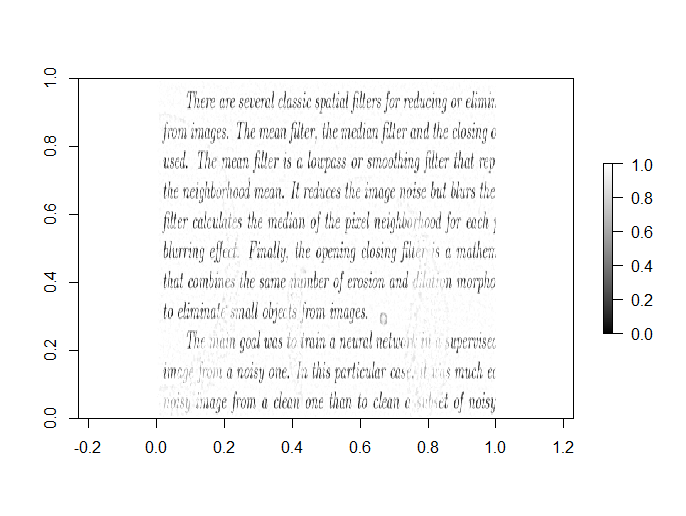 There are several classic spatial filters for reducing or elimin
from images. The mean filter, the median filter and the closing o
used. The mean filter is a lowpass or smoothing filter that rep
the neighborhood mean. It reduces the image noise but blurs the
filter calculates the median of the pixel neighborhood for each p
blurring effect. Finally, the opening closing filter is a mathem
that combines the same number of erosion and dilation morpho
to eliminate small objects from images.
The main goal was to train a neural network in a supervised
image from a noisy one. In this particular case, it was much ea
noisy image from a clean one than to clean a subset of noisy
1.0
0.8
0.6
0.4
0.2
0.0
-0.2 0.0 0.2 0.4 0.6 0.8 1.0 1.2
1.0
0.8
0.6
0.4
0.2
0.0